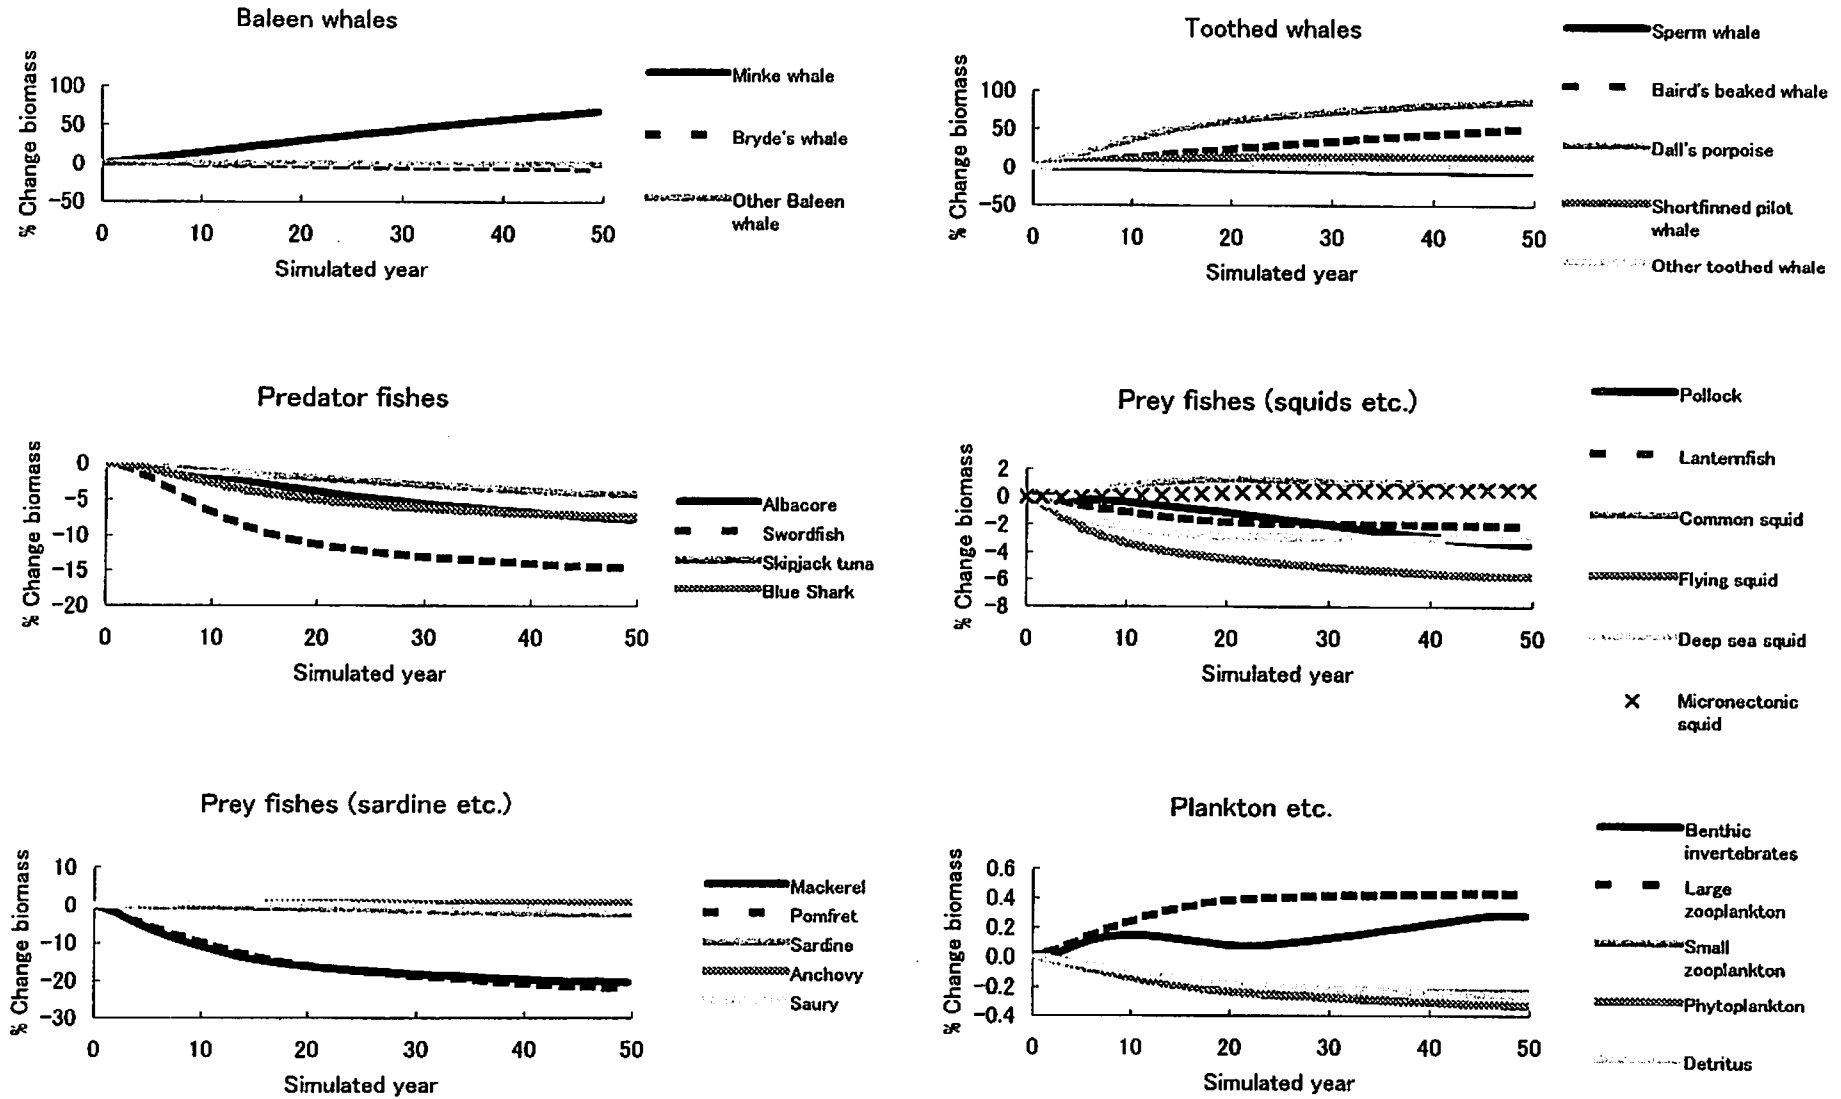 Baleen whales
% Change biomass
100
50
0
−50
0 10 20 30 40 50
Simulated year
Minke whale
Bryde's whale
Other Baleen
whale
Toothed whales
% Change biomass
100
50
0
−50
0 10 20 30 40 50
Simulated year
Sperm whale
Baird's beaked whale
Dall's porpoise
Shortfinned pilot
whale
Other toothed whale
Predator fishes
% Change biomass
0
−5
−10
−15
−20
0 10 20 30 40 50
Simulated year
Albacore
Swordfish
Skipjack tuna
Blue Shark
Prey fishes (squids etc.)
% Change biomass
2
0
−2
−4
−6
−8
0 10 20 30 40 50
Simulated year
Pollock
Lanternfish
Common squid
Flying squid
Deep sea squid
Micronectonic
squid
Prey fishes (sardine etc.)
% Change biomass
10
0
−10
−20
−30
0 10 20 30 40 50
Simulated year
Mackerel
Pomfret
Sardine
Anchovy
Saury
Plankton etc.
% Change biomass
0.6
0.4
0.2
0.0
−0.2
−0.4
0 10 20 30 40 50
Simulated year
Benthic
invertebrates
Large
zooplankton
Small
zooplankton
Phytoplankton
Detritus